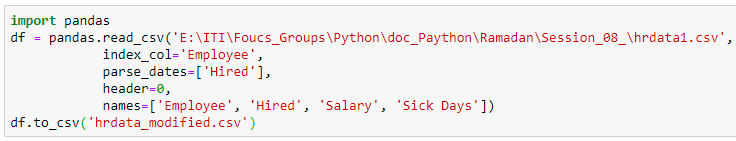 import pandas
df = pandas.read_csv('E:\ITI\Foucs_Groups\Python\doc_Paython\Ramadan\Session_08_\hrdata1.csv',
            index_col='Employee',
            parse_dates=['Hired'],
            header=0,
            names=['Employee', 'Hired', 'Salary', 'Sick Days'])
df.to_csv('hrdata_modified.csv')